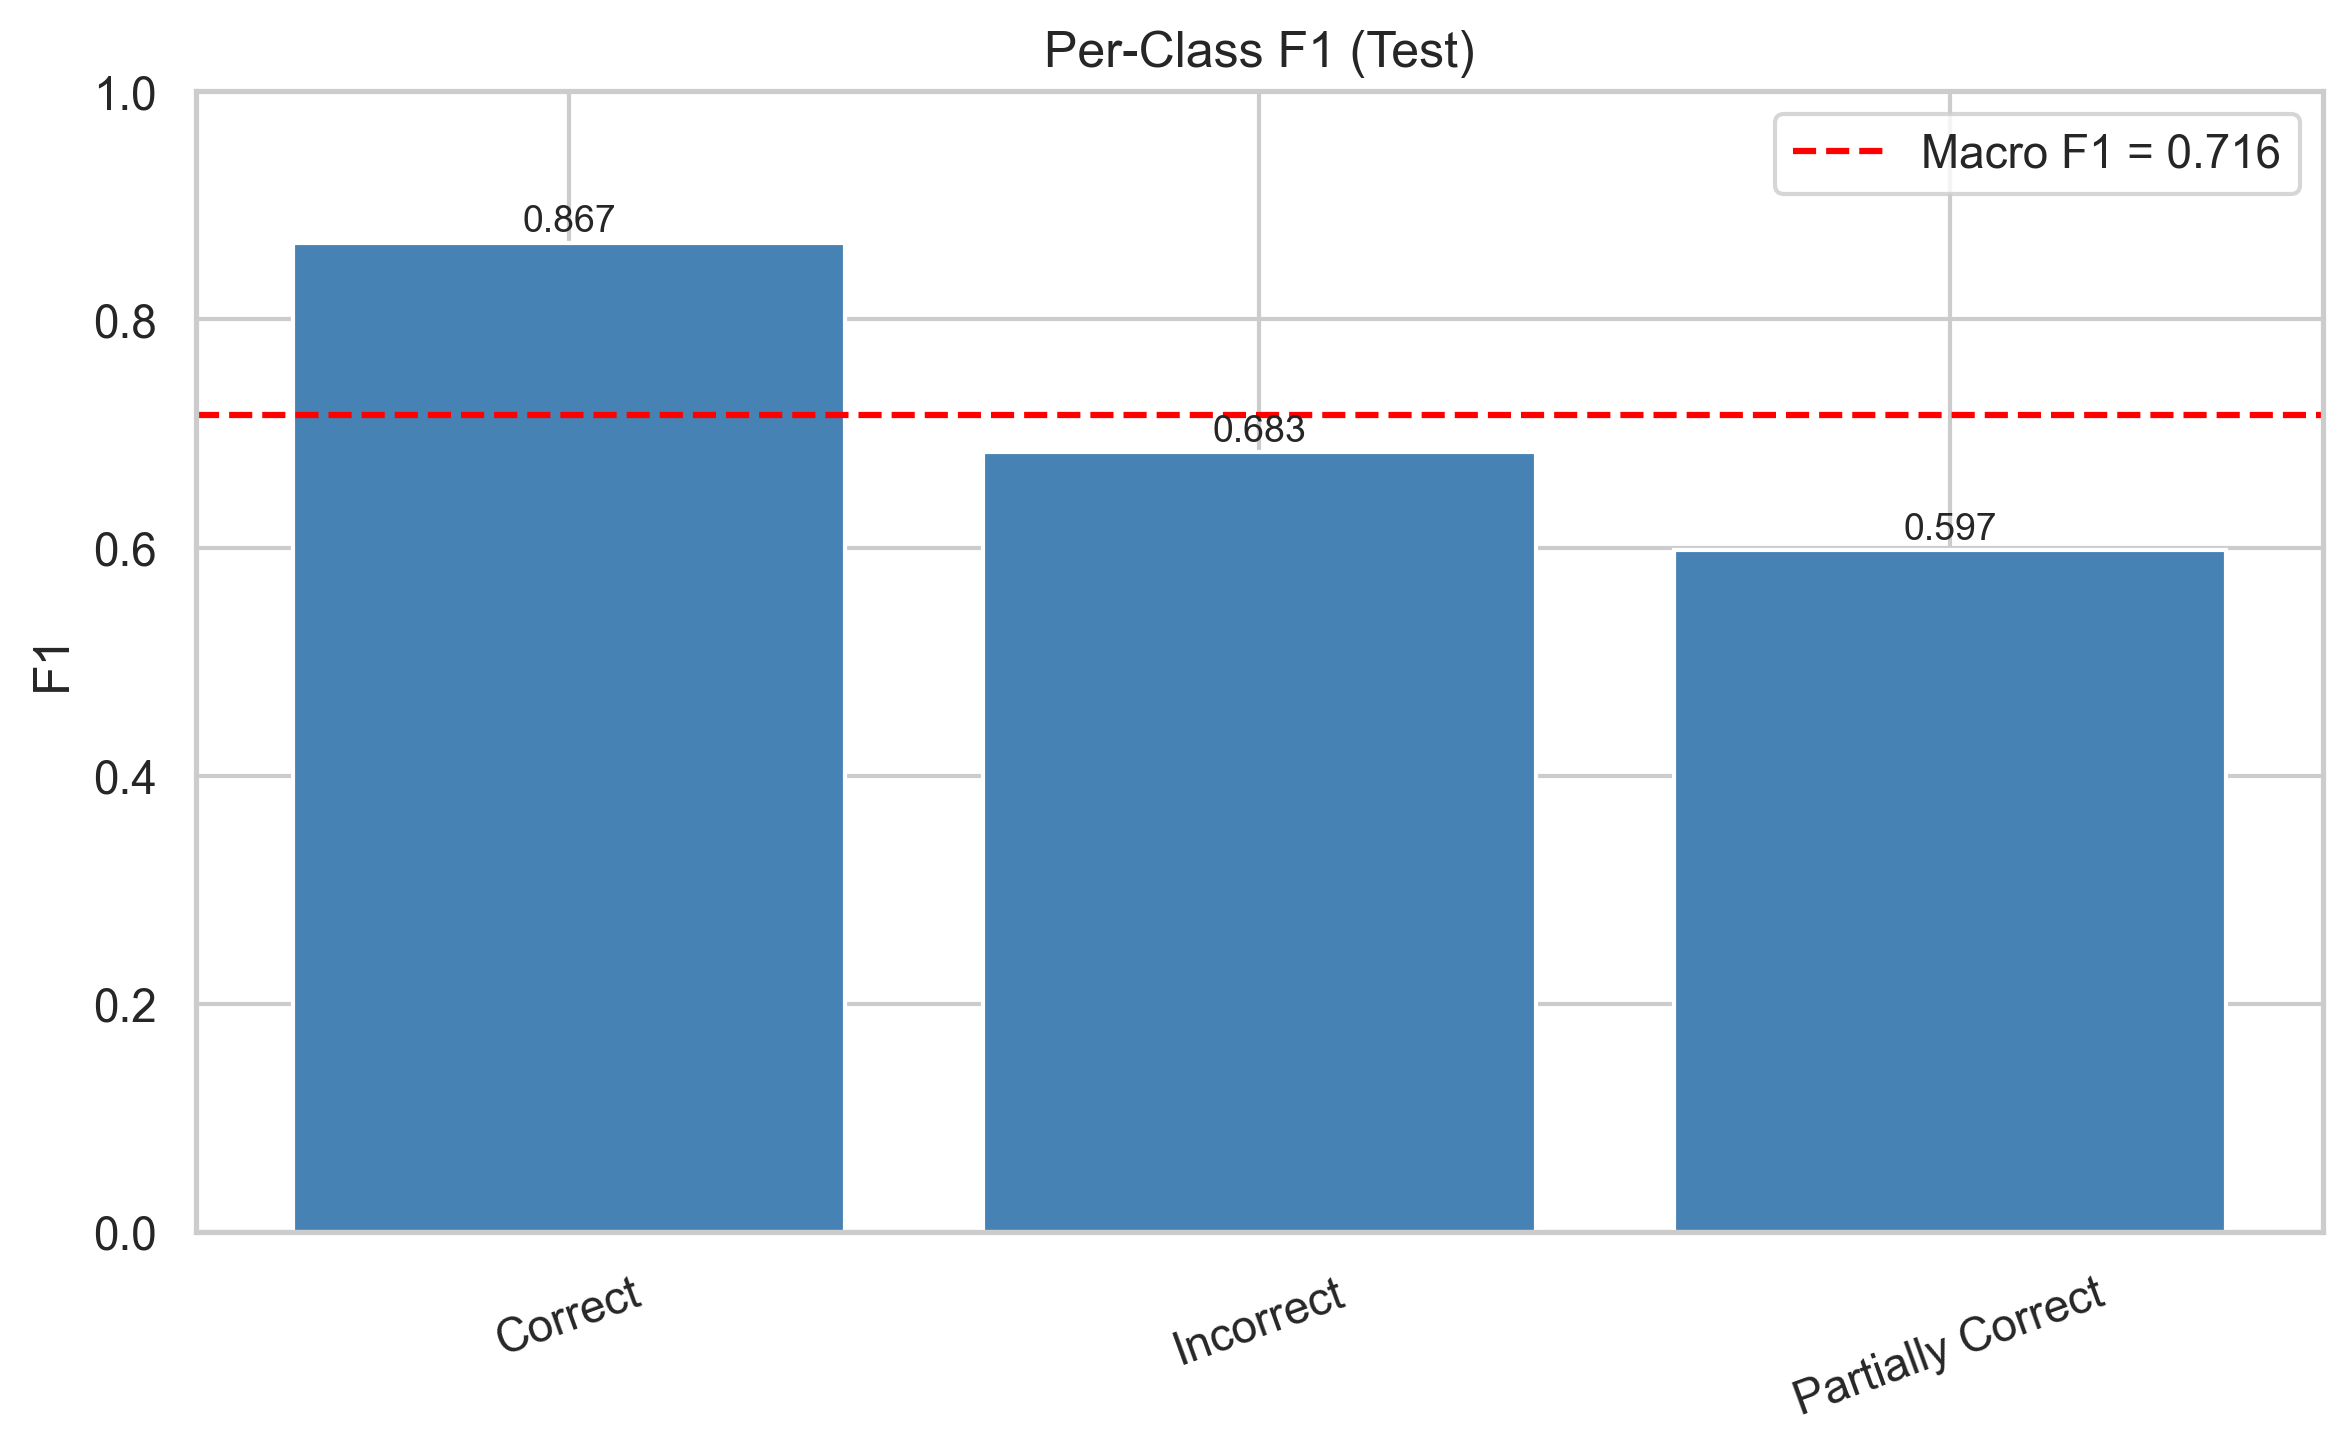 Per-Class F1 (Test)
Macro F1 = 0.716
1.0
0.8
0.6
0.4
0.2
0.0
F1
0.867
0.683
0.597
Correct
Incorrect
Partially Correct